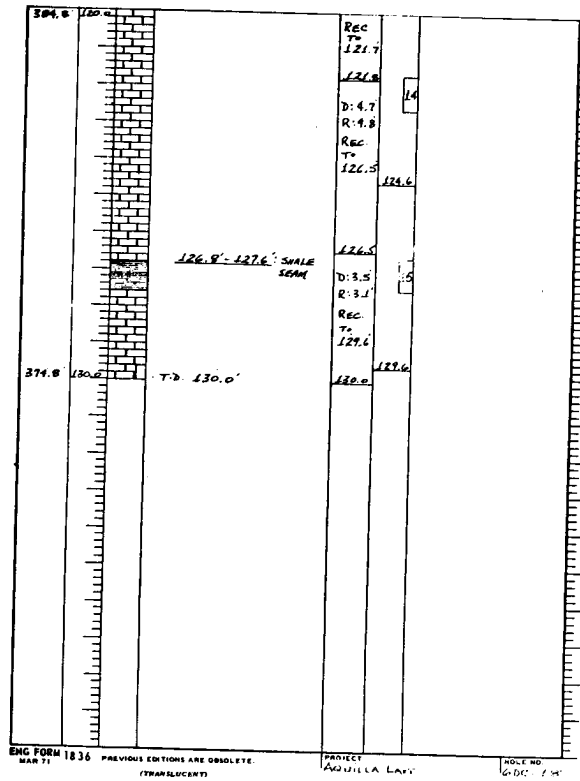 384.8 120.0
REC
TO
121.7
121.8
14
D: 4.7
R: 4.8
REC.
TO
126.5
124.6
126.5
126.8' - 127.6': SHALE
SEAM
D: 3.5
R: 3.1
REC.
TO
129.6
129.6
374.8 130.0
T.D. 130.0'
130.0
ENG FORM 1836
MAR 71
PREVIOUS EDITIONS ARE OBSOLETE.
(TRANSLUCENT)
PROJECT
AQUILLA
HOLE NO.
6DC-